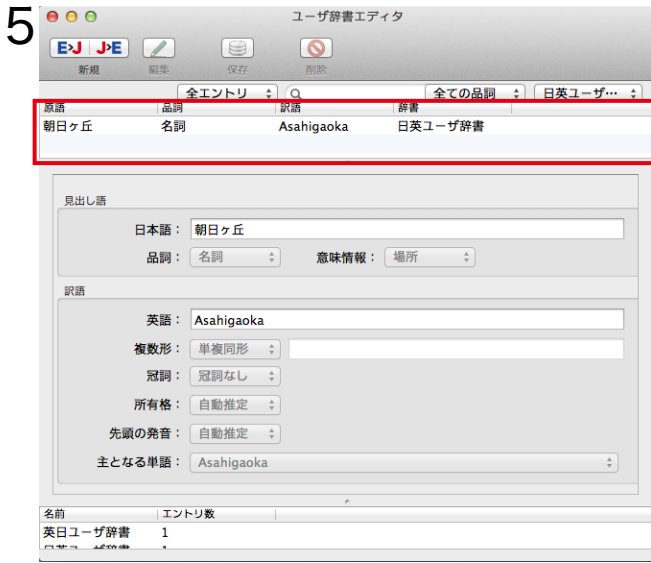 5
ユーザ辞書エディタ
E›J J›E
新規 編集 保存 削除
全エントリ 全ての品詞 日英ユーザ…
原語 品詞 訳語 辞書
朝日ヶ丘 名詞 Asahigaoka 日英ユーザ辞書
見出し語
日本語： 朝日ヶ丘
品詞： 名詞 意味情報： 場所
訳語
英語： Asahigaoka
複数形： 単複同形
冠詞： 冠詞なし
所有格： 自動推定
先頭の発音： 自動推定
主となる単語： Asahigaoka
名前 エントリ数
英日ユーザ辞書 1